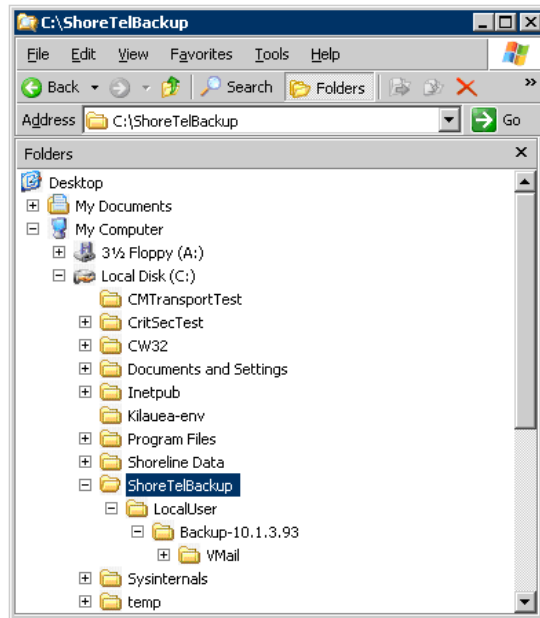 C:\ShoreTelBackup
File Edit View Favorites Tools Help
Back Search Folders »
Address C:\ShoreTelBackup Go
Folders x
Desktop
My Documents
My Computer
3½ Floppy (A:)
Local Disk (C:)
CMTransportTest
CritSecTest
CW32
Documents and Settings
Inetpub
Kilauea-env
Program Files
Shoreline Data
ShoreTelBackup
LocalUser
Backup-10.1.3.93
VMail
Sysinternals
temp